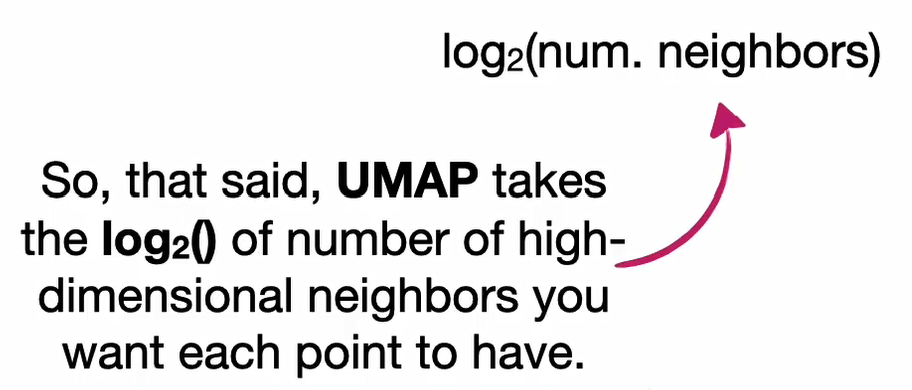 log₂(num. neighbors)
So, that said, UMAP takes
the log₂() of number of high-
dimensional neighbors you
want each point to have.